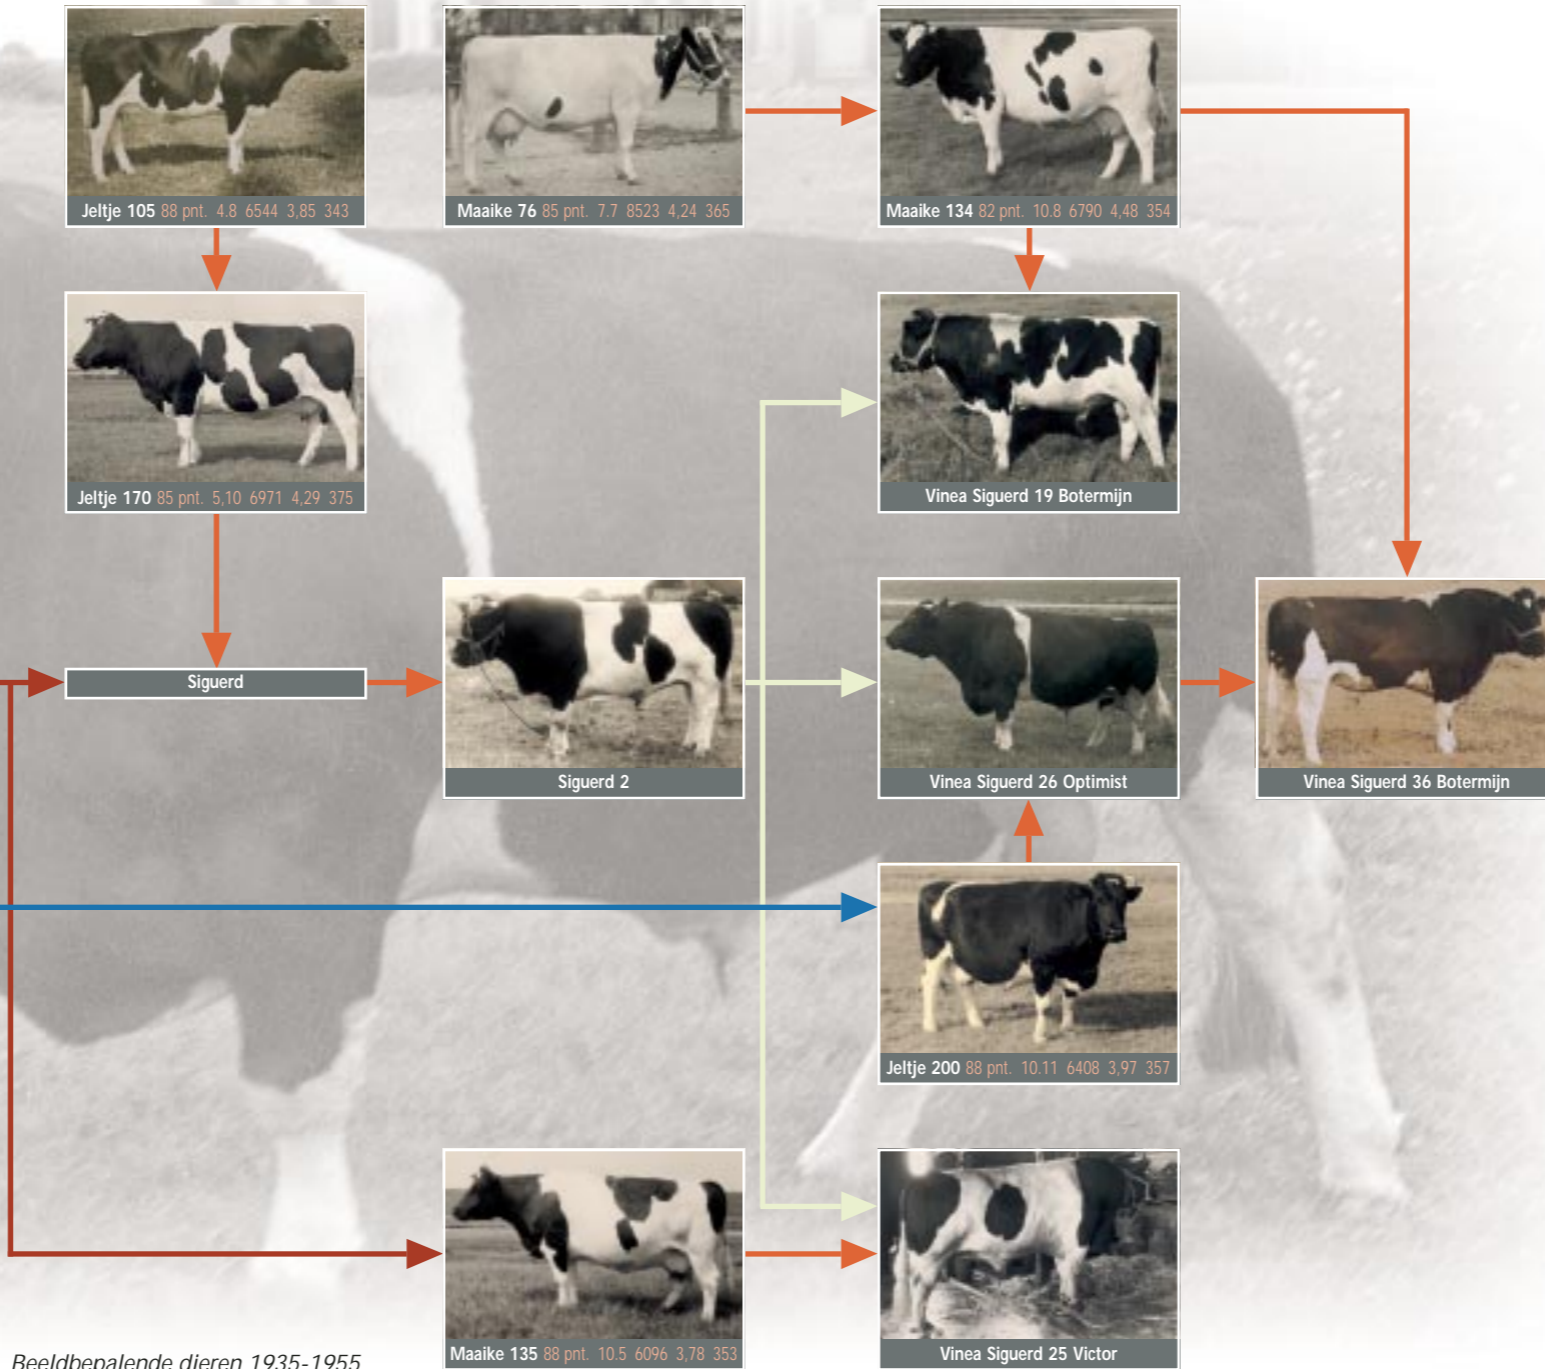 Jeltje 105 88 pnt. 4.8 6544 3,85 343
Maaike 76 85 pnt. 7.7 8523 4,24 365
Maaike 134 82 pnt. 10.8 6790 4,48 354
Jeltje 170 85 pnt. 5,10 6971 4,29 375
Vinea Siguerd 19 Botermijn
Siguerd
Siguerd 2
Vinea Siguerd 26 Optimist
Vinea Siguerd 36 Botermijn
Jeltje 200 88 pnt. 10.11 6408 3,97 357
Maaike 135 88 pnt. 10.5 6096 3,78 353
Vinea Siguerd 25 Victor
Beeldbepalende dieren 1935-1955